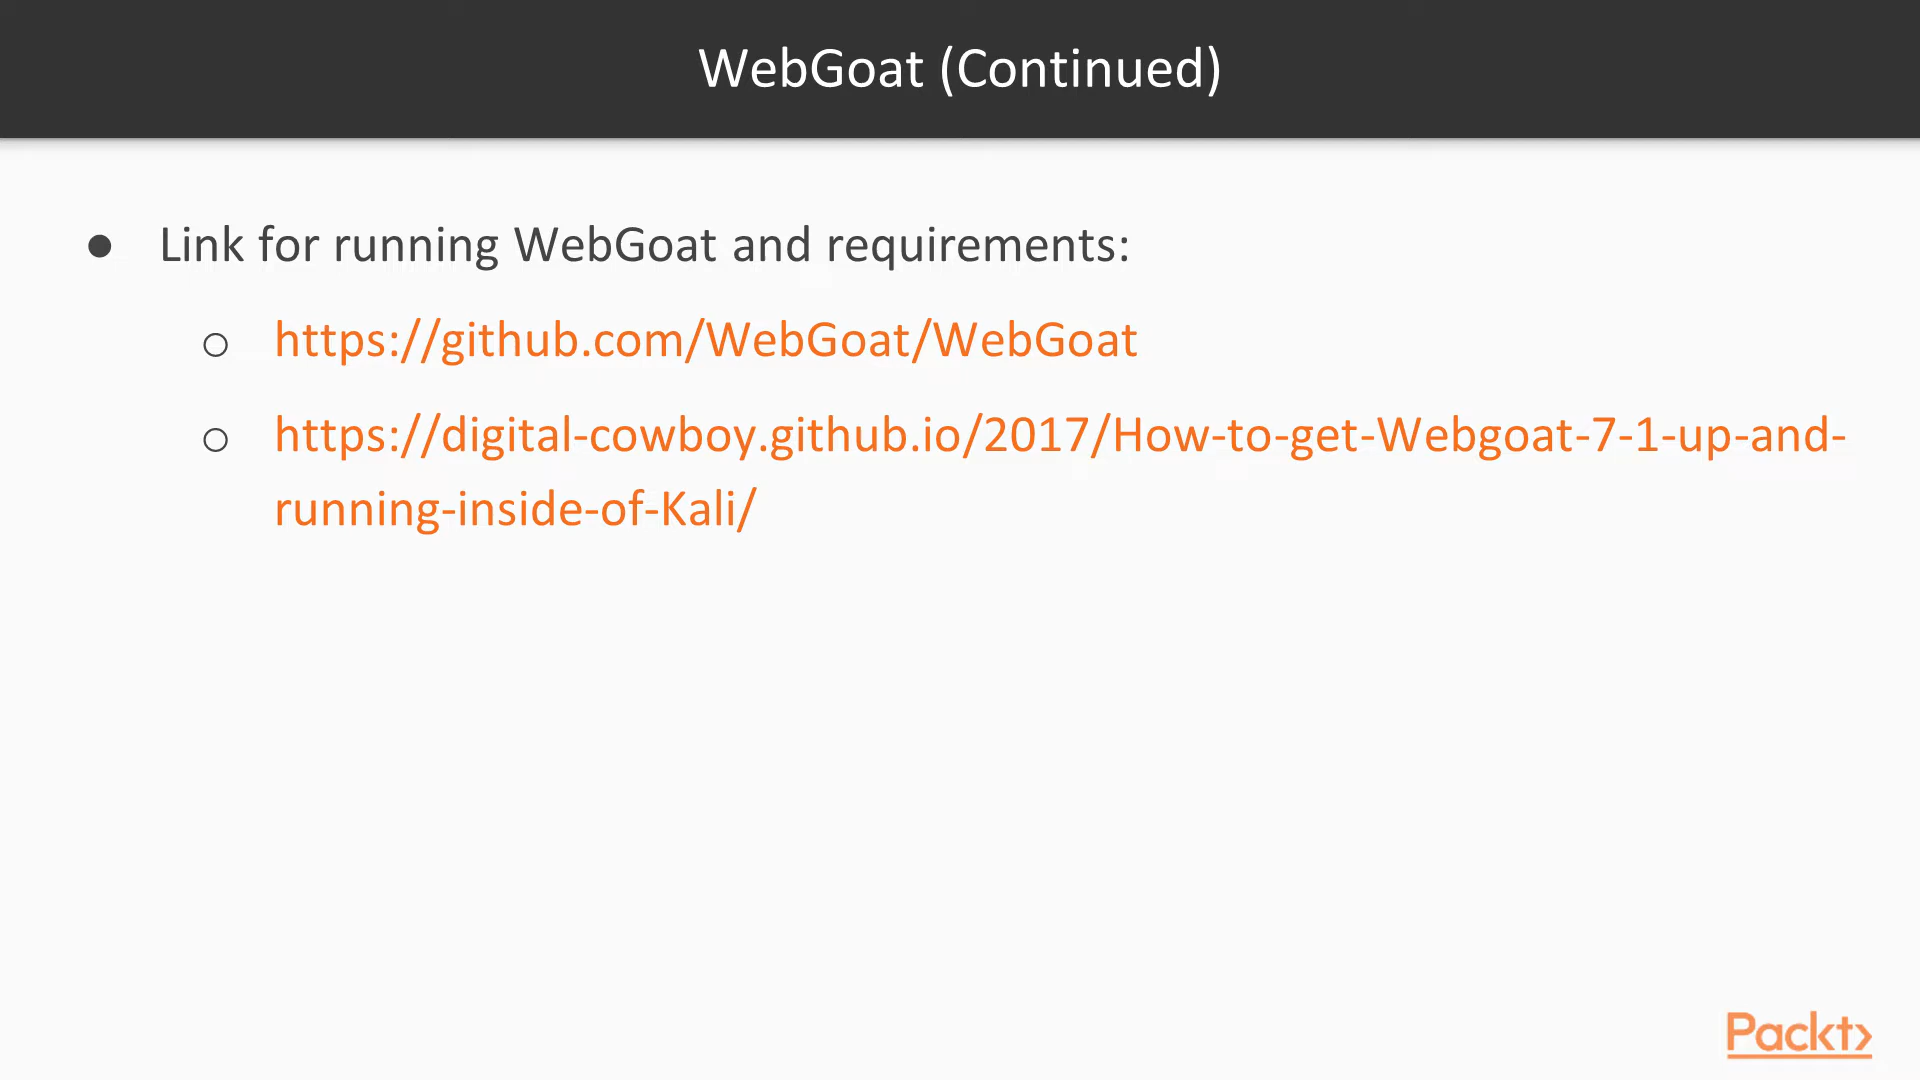 WebGoat (Continued)
● Link for running WebGoat and requirements:
○ https://github.com/WebGoat/WebGoat
○ https://digital-cowboy.github.io/2017/How-to-get-Webgoat-7-1-up-and-
running-inside-of-Kali/
Packt>